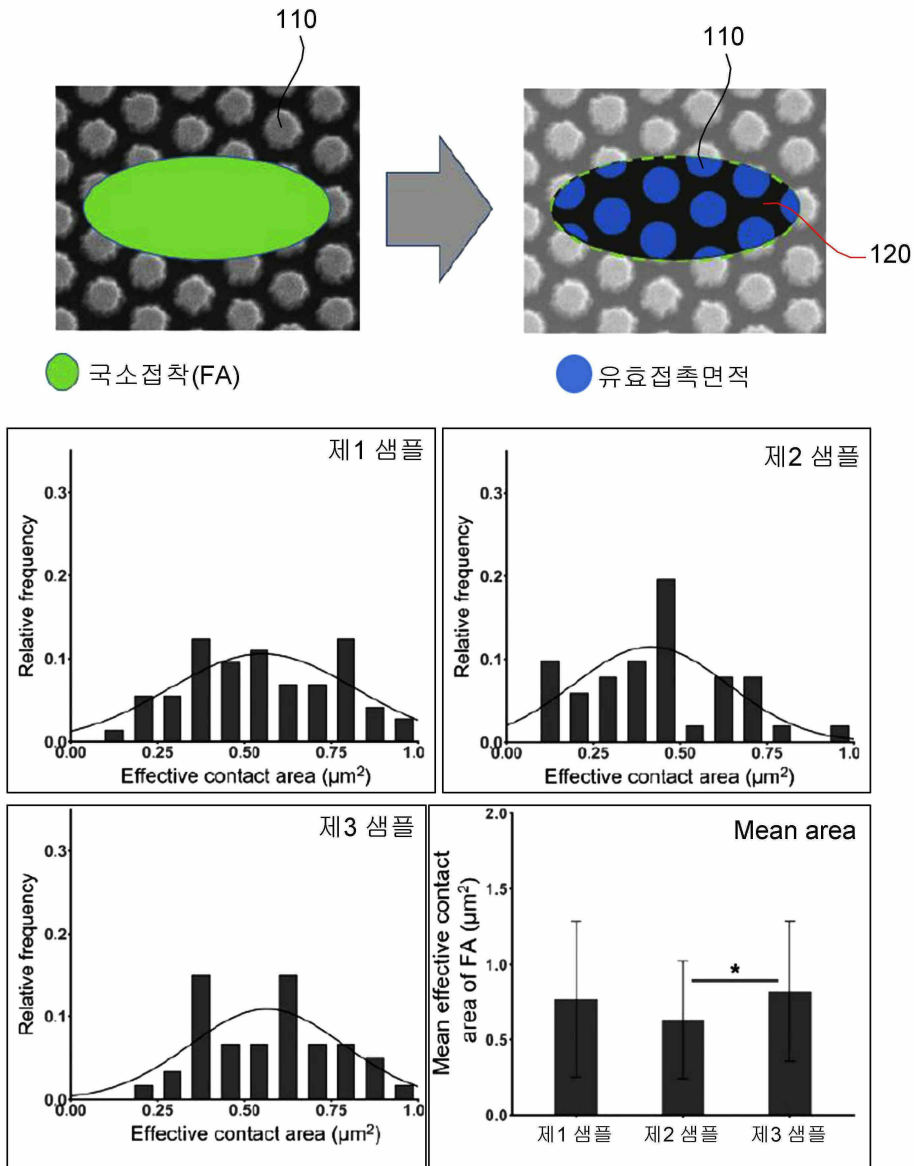 110
110
120
국소접착(FA)
유효접촉면적
제1 샘플
Relative frequency
0.3
0.2
0.1
0.0
0.00
0.25
0.50
0.75
1.0
Effective contact area (μm²)
제2 샘플
Relative frequency
0.3
0.2
0.1
0.0
0.00
0.25
0.50
0.75
1.0
Effective contact area (μm²)
제3 샘플
Relative frequency
0.3
0.2
0.1
0.0
0.00
0.25
0.50
0.75
1.0
Effective contact area (μm²)
Mean area
Mean effective contact
area of FA (μm²)
2.0
1.5
1.0
0.5
0.0
*
제1 샘플
제2 샘플
제3 샘플